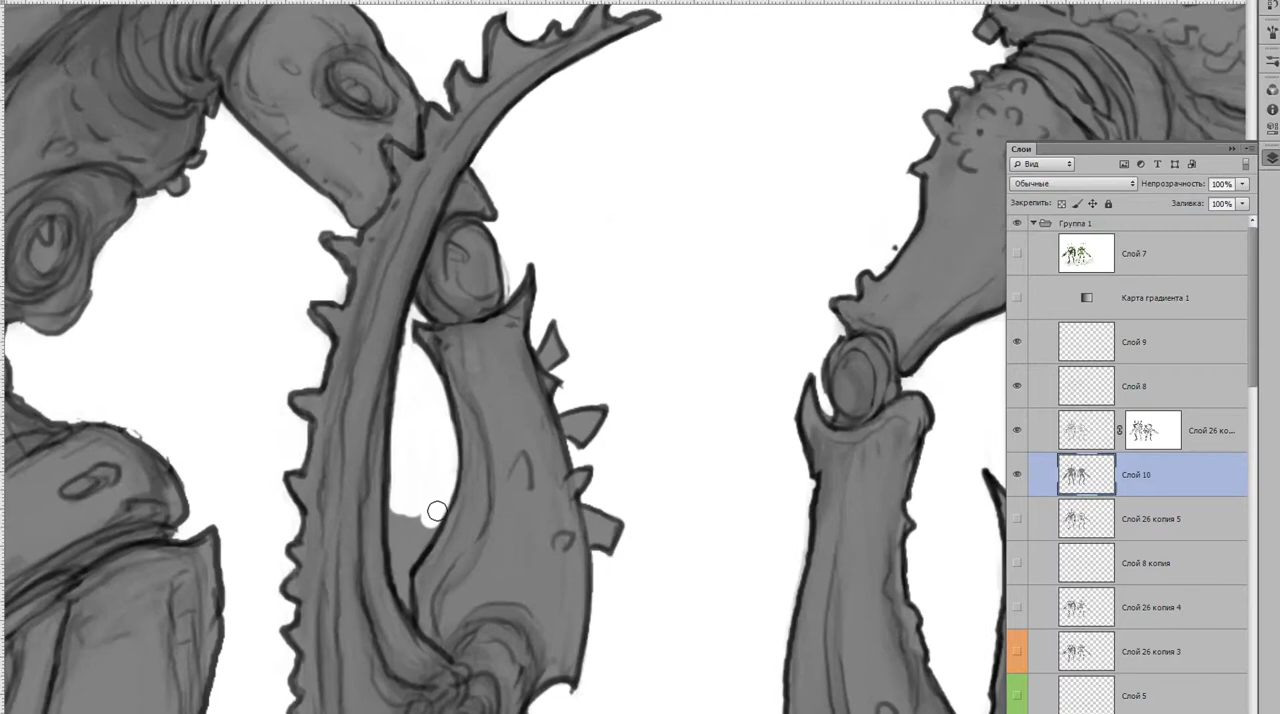 Слои
Вид
Обычные Непрозрачность: 100%
Закрепить: Заливка: 100%
Группа 1
Слой 7
Карта градиента 1
Слой 9
Слой 8
Слой 26 ко...
Слой 10
Слой 26 копия 5
Слой 8 копия
Слой 26 копия 4
Слой 26 копия 3
Слой 5